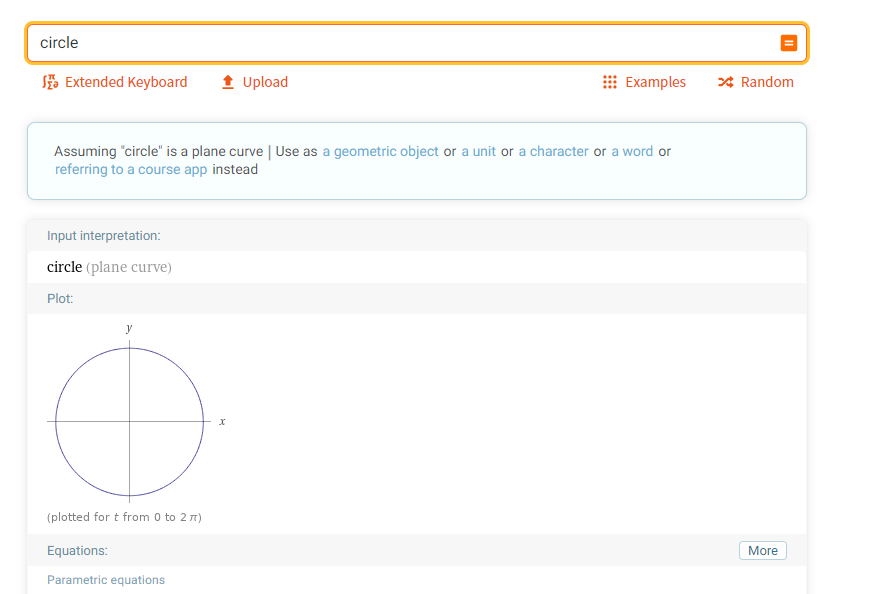 circle
Extended Keyboard Upload Examples Random
Assuming "circle" is a plane curve | Use as a geometric object or a unit or a character or a word or
referring to a course app instead
Input interpretation:
circle (plane curve)
Plot:
y
x
(plotted for t from 0 to 2 π)
Equations: More
Parametric equations